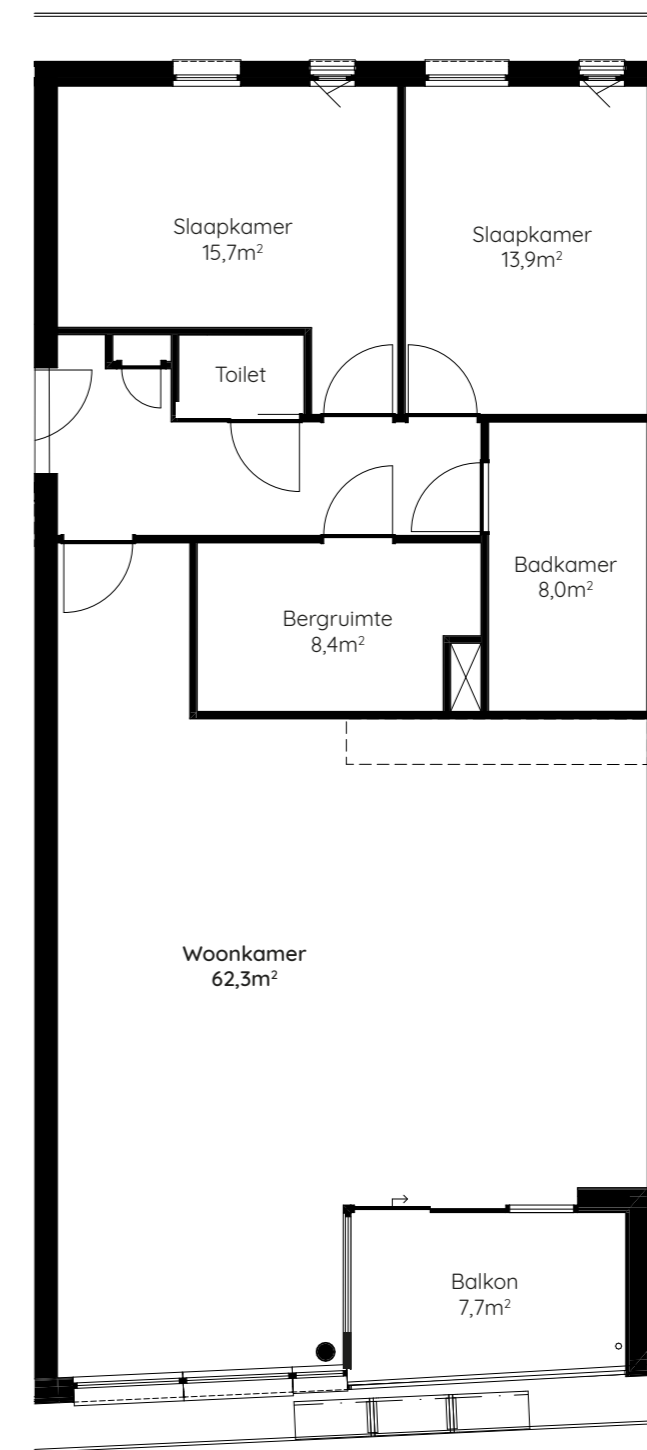 Slaapkamer
15,7m²
Slaapkamer
13,9m²
Toilet
Badkamer
8,0m²
Bergruimte
8,4m²
Woonkamer
62,3m²
Balkon
7,7m²